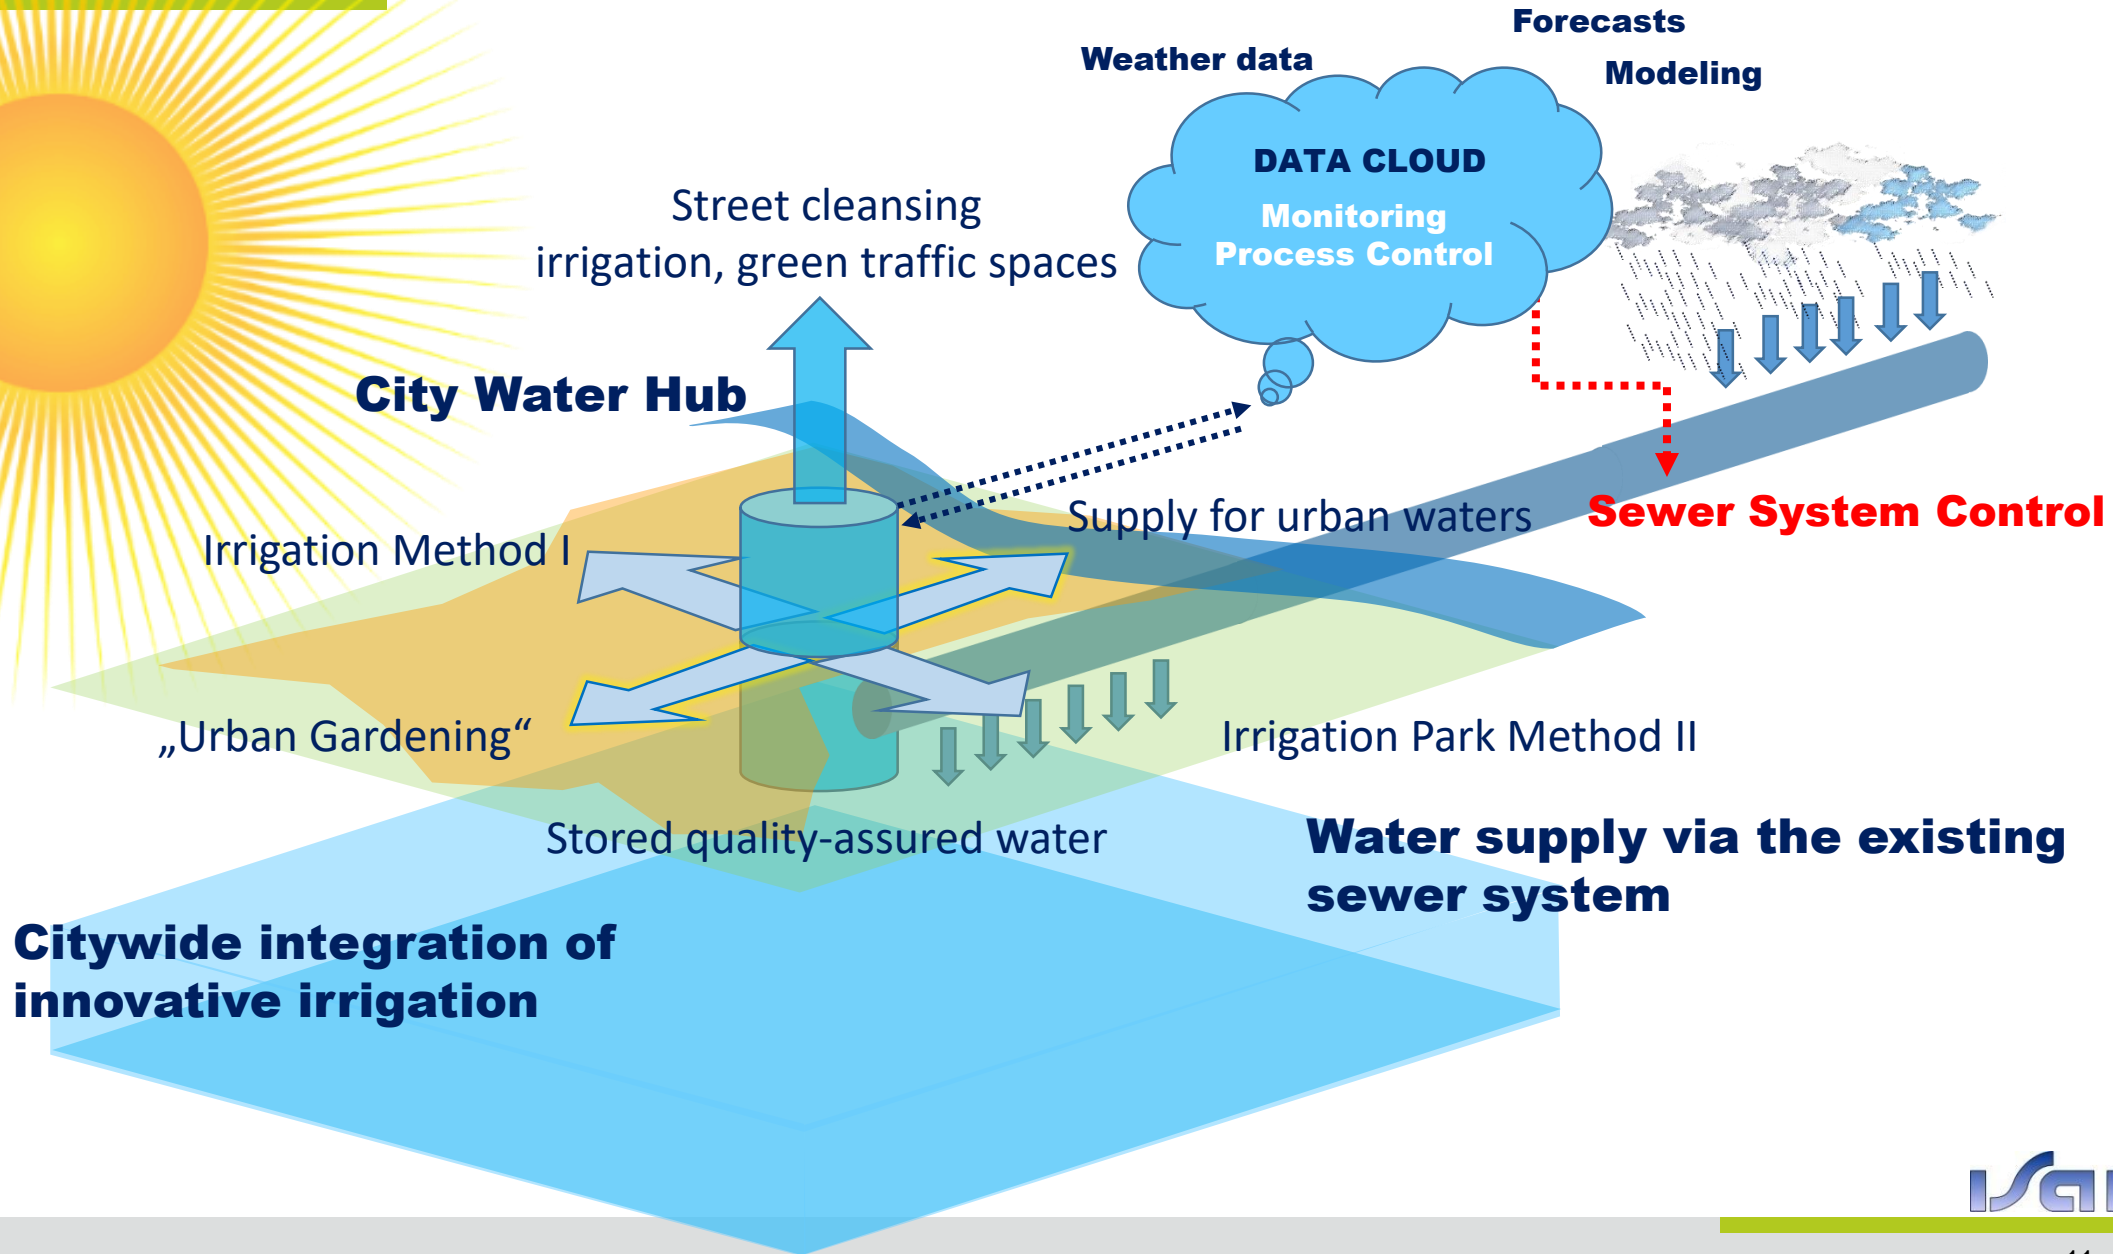 Forecasts
Weather data
Modeling
DATA CLOUD
Monitoring
Process Control
Street cleansing
irrigation, green traffic spaces
City Water Hub
Supply for urban waters
Sewer System Control
Irrigation Method I
„Urban Gardening“
Irrigation Park Method II
Stored quality-assured water
Water supply via the existing
sewer system
Citywide integration of
innovative irrigation